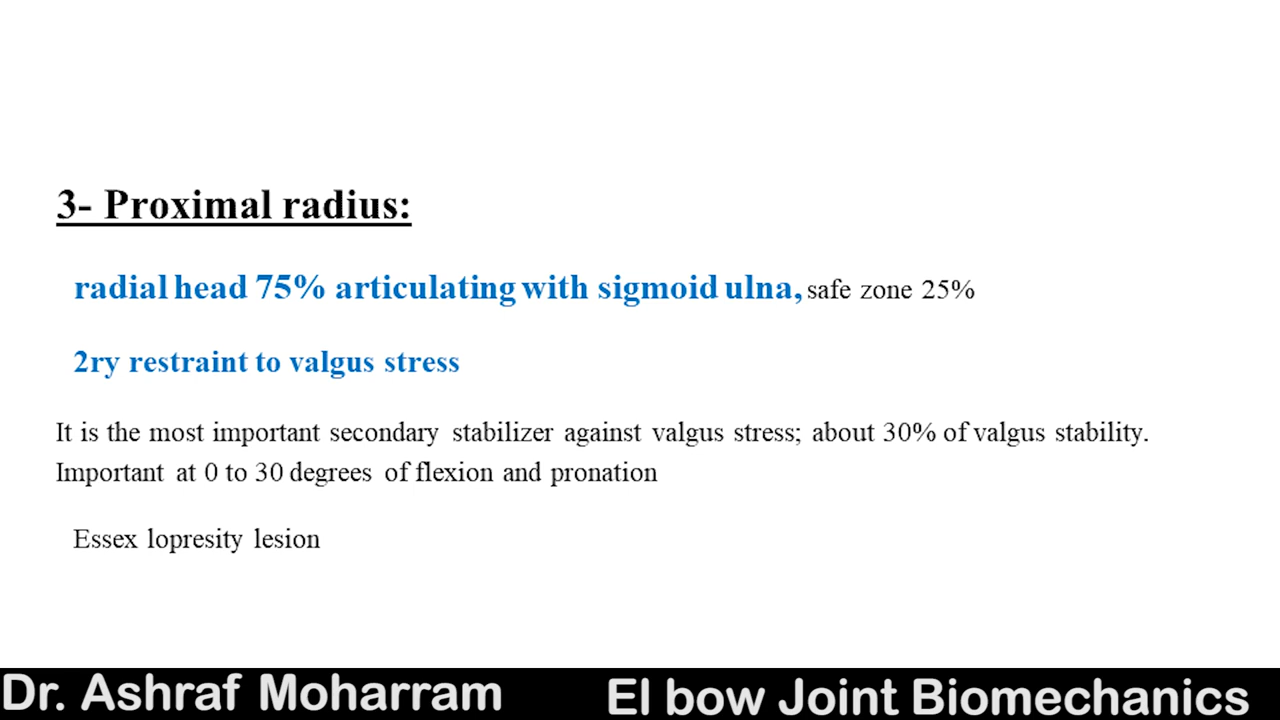 3- Proximal radius:
radial head 75% articulating with sigmoid ulna, safe zone 25%
2ry restraint to valgus stress
It is the most important secondary stabilizer against valgus stress; about 30% of valgus stability.
Important at 0 to 30 degrees of flexion and pronation
Essex lopresity lesion
Dr. Ashraf Moharram
El bow Joint Biomechanics